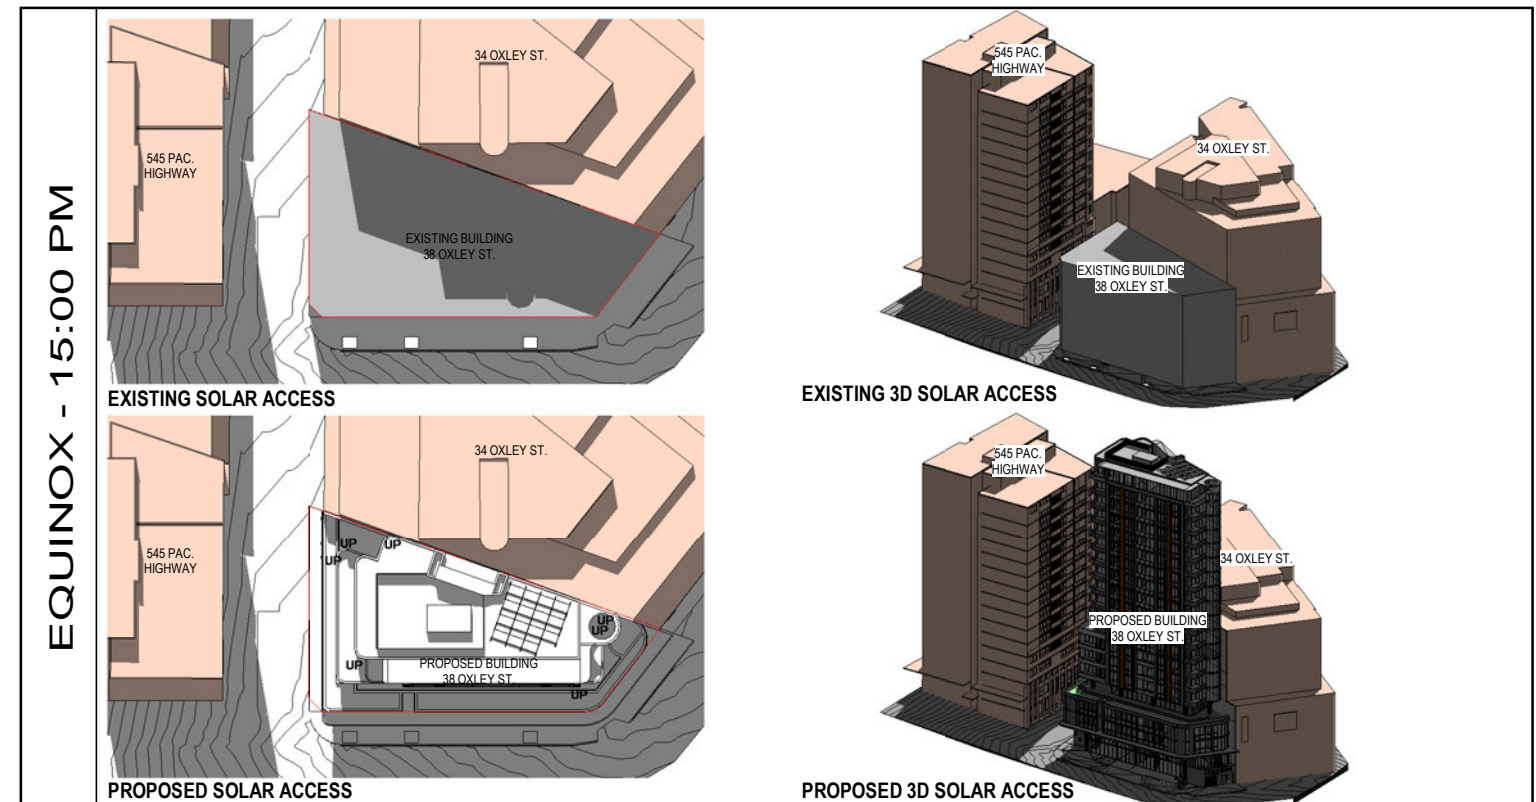 EQUINOX - 15:00 PM
34 OXLEY ST.
545 PAC.
HIGHWAY
EXISTING BUILDING
38 OXLEY ST.
EXISTING SOLAR ACCESS
545 PAC.
HIGHWAY
34 OXLEY ST.
EXISTING BUILDING
38 OXLEY ST.
EXISTING 3D SOLAR ACCESS
34 OXLEY ST.
545 PAC.
HIGHWAY
UP
UP
UP
UP
UP
UP
PROPOSED BUILDING
38 OXLEY ST.
UP
PROPOSED SOLAR ACCESS
545 PAC.
HIGHWAY
34 OXLEY ST.
PROPOSED BUILDING
38 OXLEY ST.
PROPOSED 3D SOLAR ACCESS